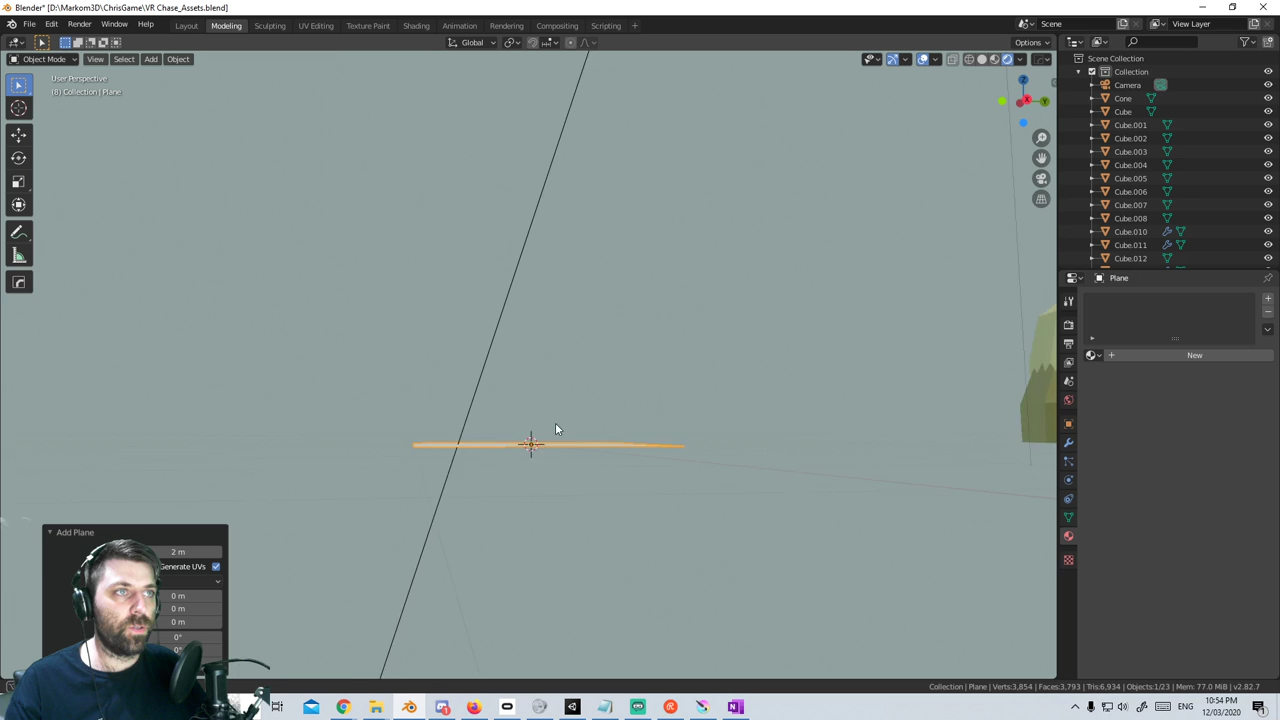 Blender* [D:\Markom3D\ChrisGame\VR Chase_Assets.blend]
File Edit Render Window Help Layout Modeling Sculpting UV Editing Texture Paint Shading Animation Rendering Compositing Scripting Scene View Layer
Global Options
Object Mode View Select Add Object
User Perspective
(8) Collection | Plane
Z
X
Y
Scene Collection
Collection
Camera
Cone
Cube
Cube.001
Cube.002
Cube.003
Cube.004
Cube.005
Cube.006
Cube.007
Cube.008
Cube.010
Cube.011
Cube.012
Plane
New
Add Plane
2 m
Generate UVs
0 m
0 m
0 m
0°
Collection | Plane | Verts:3,854 | Faces:3,793 | Tris:6,934 | Objects:1/23 | Mem: 77.0 MiB | v2.82.7
10:54 PM
12/03/2020